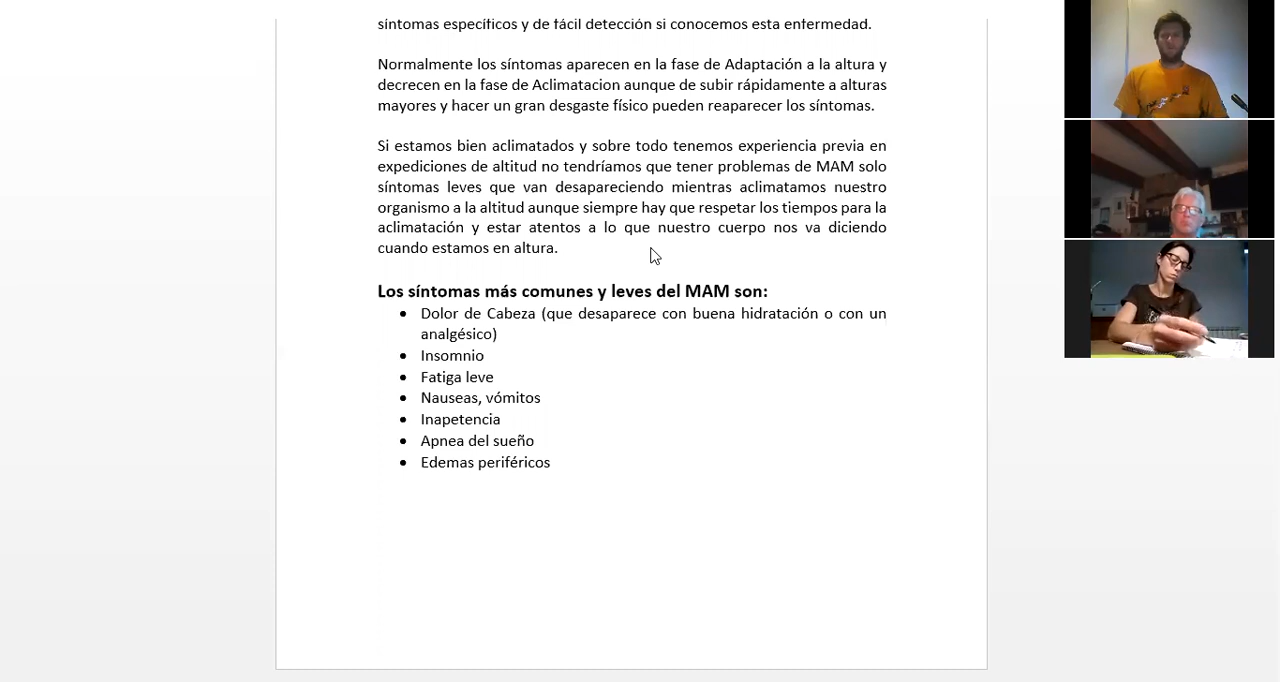 síntomas específicos y de fácil detección si conocemos esta enfermedad.
Normalmente los síntomas aparecen en la fase de Adaptación a la altura y
decrecen en la fase de Aclimatacion aunque de subir rápidamente a alturas
mayores y hacer un gran desgaste físico pueden reaparecer los síntomas.
Si estamos bien aclimatados y sobre todo tenemos experiencia previa en
expediciones de altitud no tendríamos que tener problemas de MAM solo
síntomas leves que van desapareciendo mientras aclimatamos nuestro
organismo a la altitud aunque siempre hay que respetar los tiempos para la
aclimatación y estar atentos a lo que nuestro cuerpo nos va diciendo
cuando estamos en altura.
Los síntomas más comunes y leves del MAM son:
• Dolor de Cabeza (que desaparece con buena hidratación o con un
analgésico)
• Insomnio
• Fatiga leve
• Nauseas, vómitos
• Inapetencia
• Apnea del sueño
• Edemas periféricos